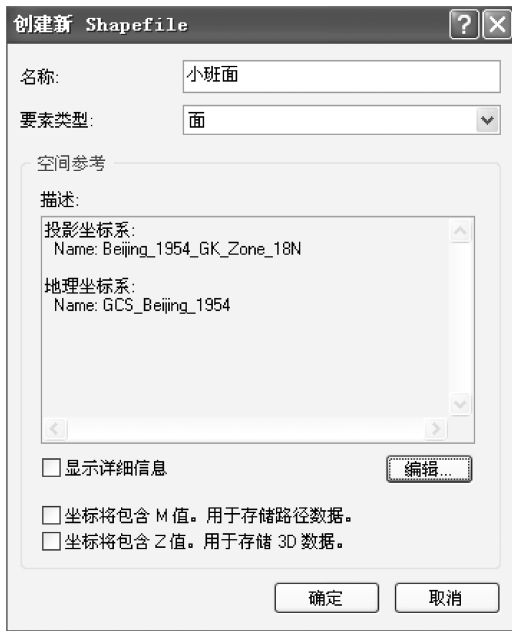 创建新 Shapefile
名称: 小班面
要素类型: 面
空间参考
描述:
投影坐标系:
Name: Beijing_1954_GK_Zone_18N
地理坐标系:
Name: GCS_Beijing_1954
显示详细信息 编辑...
坐标将包含 M 值。用于存储路径数据。
坐标将包含 Z 值。用于存储 3D 数据。
确定 取消